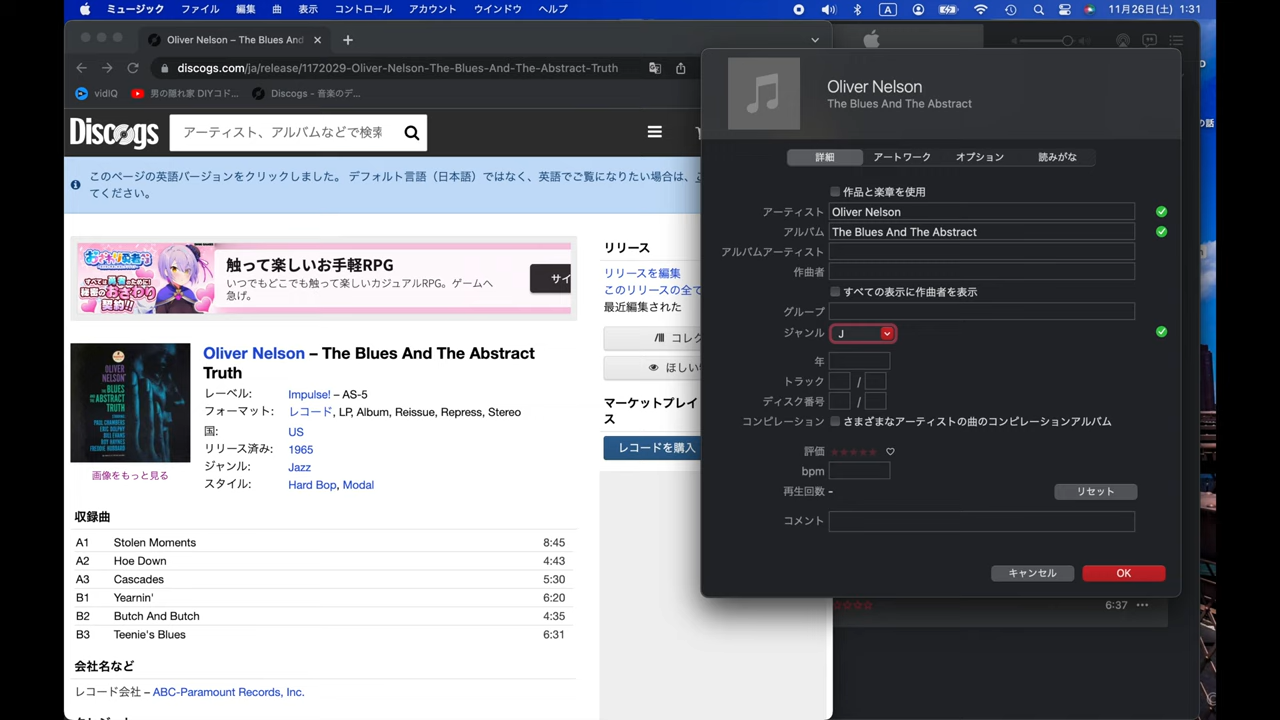 ミュージック ファイル 編集 曲 表示 コントロール アカウント ウインドウ ヘルプ A 11月26日(土) 1:31
Oliver Nelson – The Blues And
discogs.com/ja/release/1172029-Oliver-Nelson-The-Blues-And-The-Abstract-Truth
vidIQ 男の隠れ家 DIYコド... Discogs - 音楽のデ...
Discogs アーティスト、アルバムなどで検索
このページの英語バージョンをクリックしました。 デフォルト言語（日本語）ではなく、英語でご覧になりたい場合は、
てください。
触って楽しいお手軽RPG
いつでもどこでも触って楽しいカジュアルRPG。ゲームへ
急げ。
サイ
Oliver Nelson – The Blues And The Abstract
Truth
レーベル: Impulse! – AS-5
フォーマット: レコード, LP, Album, Reissue, Repress, Stereo
国: US
リリース済み: 1965
ジャンル: Jazz
スタイル: Hard Bop, Modal
OLIVER
NELSON
THE
BLUES
AND THE
ABSTRACT
TRUTH
画像をもっと見る
収録曲
A1 Stolen Moments 8:45
A2 Hoe Down 4:43
A3 Cascades 5:30
B1 Yearnin' 6:20
B2 Butch And Butch 4:35
B3 Teenie's Blues 6:31
会社名など
レコード会社 – ABC-Paramount Records, Inc.
リリース
リリースを編集
このリリースの全て
最近編集された
コレク
ほしい
マーケットプレイ
ス
レコードを購入
Oliver Nelson
The Blues And The Abstract
詳細 アートワーク オプション 読みがな
作品と楽章を使用
アーティスト Oliver Nelson
アルバム The Blues And The Abstract
アルバムアーティスト
作曲者
すべての表示に作曲者を表示
グループ
ジャンル J
年
トラック /
ディスク番号 /
コンピレーション さまざまなアーティストの曲のコンピレーションアルバム
評価 ★★★★★ ♡
bpm
再生回数 -
リセット
コメント
キャンセル OK
6:37 •••
の話